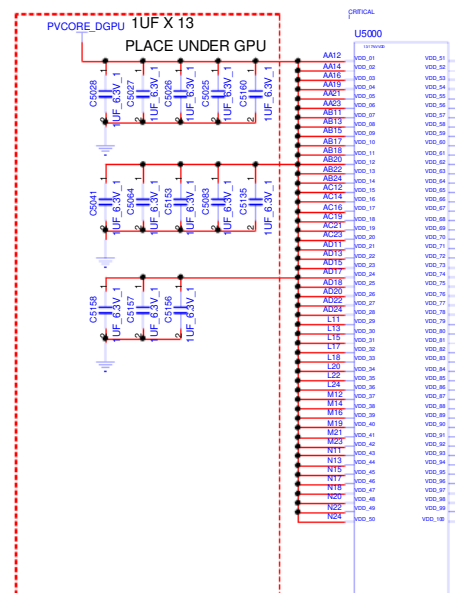 CRITICAL
1UF X 13
PVCORE_DGPU
PLACE UNDER GPU
U5000
C5028 1UF_6.3V_1
C5027 1UF_6.3V_1
C5026 1UF_6.3V_1
C5025 1UF_6.3V_1
C5160 1UF_6.3V_1
C5041 1UF_6.3V_1
C5064 1UF_6.3V_1
C5153 1UF_6.3V_1
C5083 1UF_6.3V_1
C5135 1UF_6.3V_1
C5158 1UF_6.3V_1
C5157 1UF_6.3V_1
C5156 1UF_6.3V_1
AA12 VDD_01 VDD_51
AA14 VDD_02 VDD_52
AA16 VDD_03 VDD_53
AA19 VDD_04 VDD_54
AA21 VDD_05 VDD_55
AA23 VDD_06 VDD_56
AB11 VDD_07 VDD_57
AB13 VDD_08 VDD_58
AB15 VDD_09 VDD_59
AB17 VDD_10 VDD_60
AB18 VDD_11 VDD_61
AB20 VDD_12 VDD_62
AB22 VDD_13 VDD_63
AB24 VDD_14 VDD_64
AC12 VDD_15 VDD_65
AC14 VDD_16 VDD_66
AC16 VDD_17 VDD_67
AC19 VDD_18 VDD_68
AC21 VDD_19 VDD_69
AC23 VDD_20 VDD_70
AD11 VDD_21 VDD_71
AD13 VDD_22 VDD_72
AD15 VDD_23 VDD_73
AD17 VDD_24 VDD_74
AD18 VDD_25 VDD_75
AD20 VDD_26 VDD_76
AD22 VDD_27 VDD_77
AD24 VDD_28 VDD_78
L11 VDD_29 VDD_79
L13 VDD_30 VDD_80
L15 VDD_31 VDD_81
L17 VDD_32 VDD_82
L18 VDD_33 VDD_83
L20 VDD_34 VDD_84
L22 VDD_35 VDD_85
L24 VDD_36 VDD_86
M12 VDD_37 VDD_87
M14 VDD_38 VDD_88
M16 VDD_39 VDD_89
M19 VDD_40 VDD_90
M21 VDD_41 VDD_91
M23 VDD_42 VDD_92
N11 VDD_43 VDD_93
N13 VDD_44 VDD_94
N15 VDD_45 VDD_95
N17 VDD_46 VDD_96
N18 VDD_47 VDD_97
N20 VDD_48 VDD_98
N22 VDD_49 VDD_99
N24 VDD_50 VDD_100